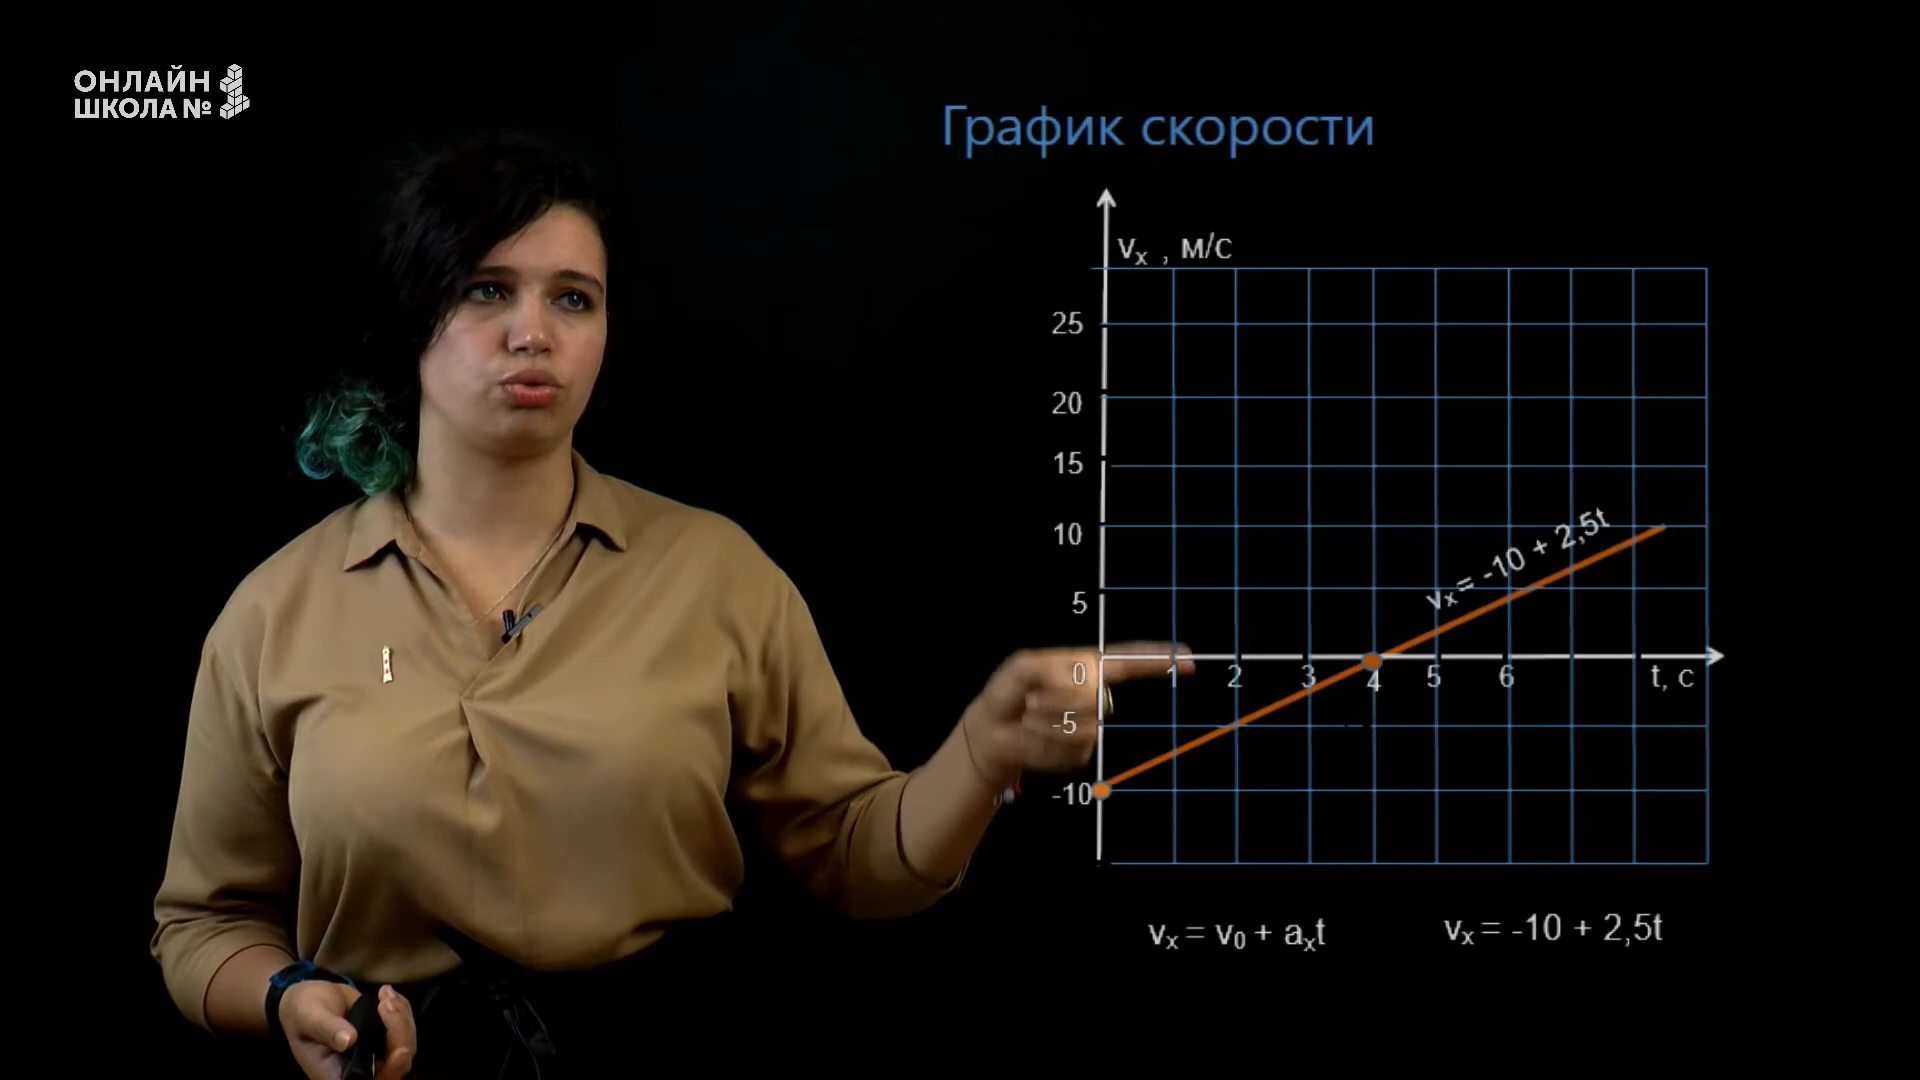 ОНЛАЙН
ШКОЛА №
График скорости
vₓ , м/с
25
20
15
10
5
0
-5
-10
1 2 3 4 5 6 t, с
vₓ = -10 + 2,5t
vₓ = v₀ + aₓt
vₓ = -10 + 2,5t